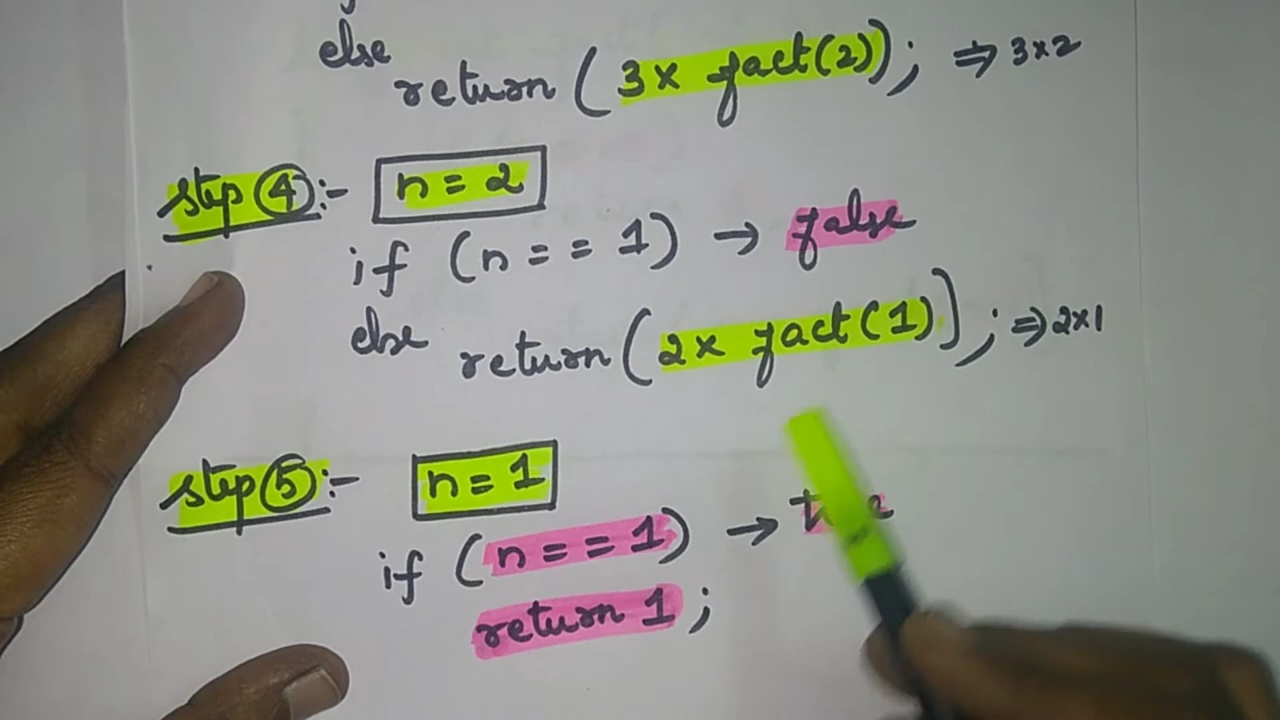 else
return (3x fact(2)); ⇒ 3x2
step ④:- n = 2
if (n = = 1) → false
else return (2x fact(1)); ⇒ 2x1
step ⑤:- n = 1
if (n = = 1) →
return 1;